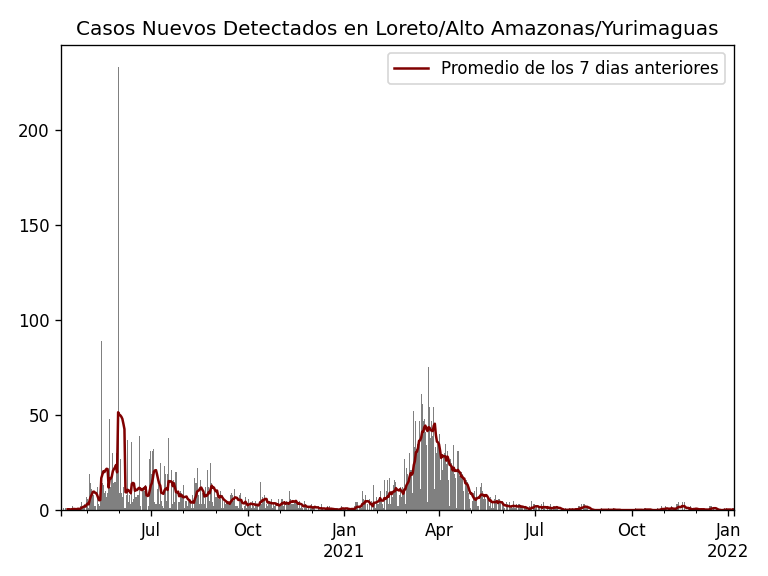 Casos Nuevos Detectados en Loreto/Alto Amazonas/Yurimaguas
Promedio de los 7 dias anteriores
200
150
100
50
0
Jul Oct Jan Apr Jul Oct Jan
2021 2022